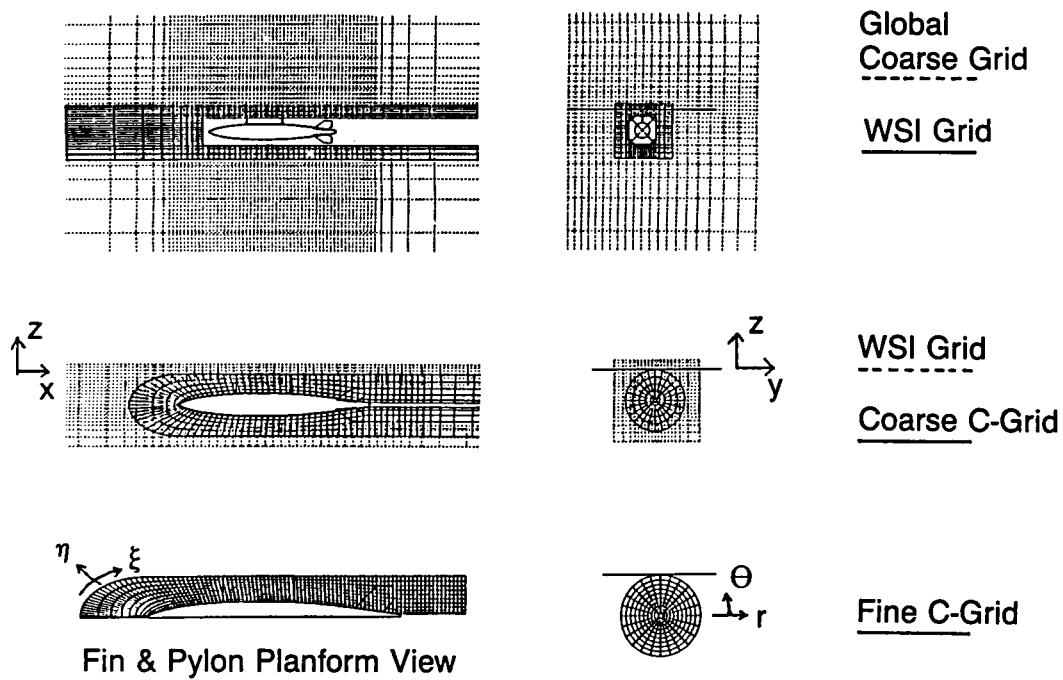 Global
Coarse Grid
WSI Grid
Z
X
Z
y
WSI Grid
Coarse C-Grid
η
ξ
Θ
r
Fine C-Grid
Fin & Pylon Planform View